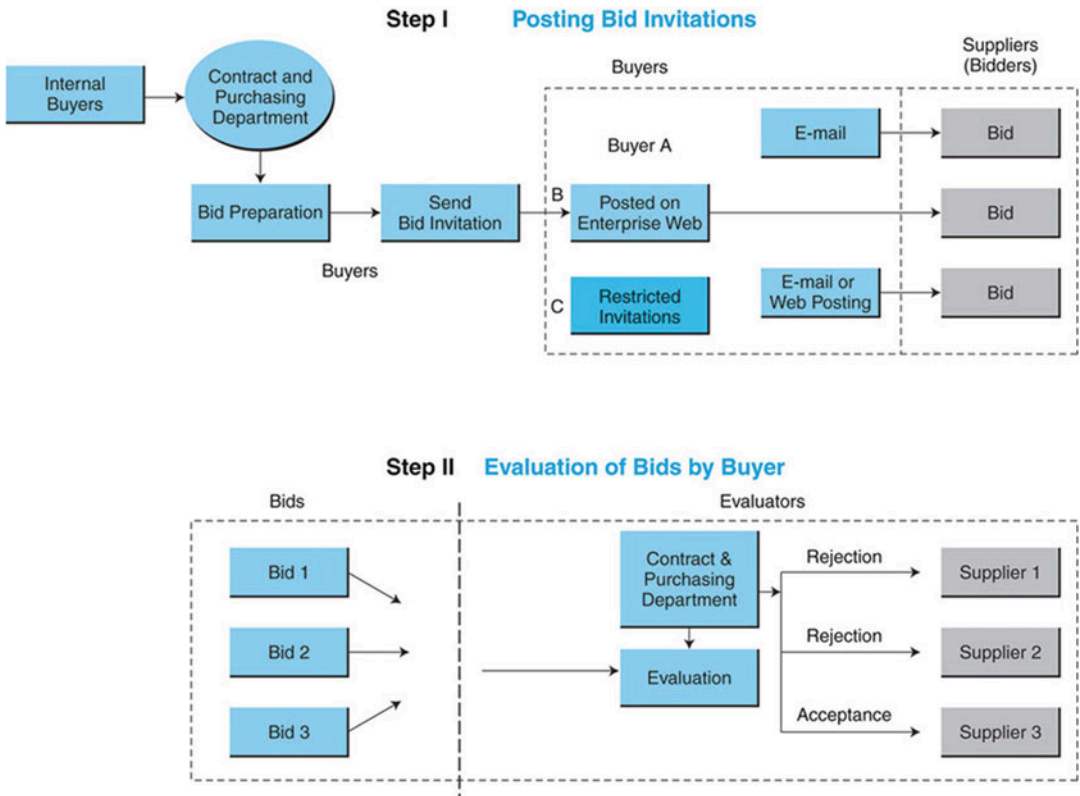 Step I Posting Bid Invitations
Suppliers
(Bidders)
Buyers
Internal
Buyers
Contract and
Purchasing
Department
Buyer A
E-mail
Bid
Bid Preparation
Send
Bid Invitation
B
Posted on
Enterprise Web
Bid
Buyers
C
Restricted
Invitations
E-mail or
Web Posting
Bid
Step II Evaluation of Bids by Buyer
Bids
Evaluators
Bid 1
Bid 2
Bid 3
Contract &
Purchasing
Department
Evaluation
Rejection
Supplier 1
Rejection
Supplier 2
Acceptance
Supplier 3